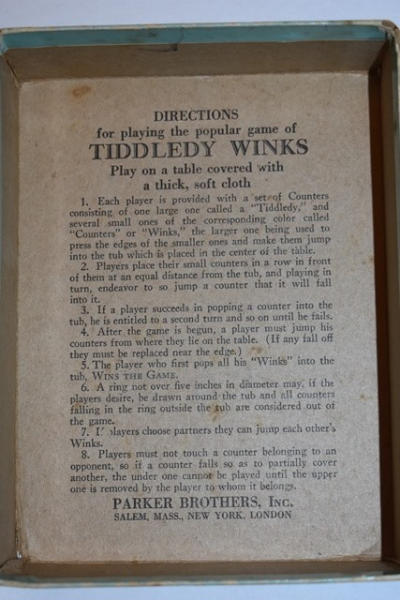 DIRECTIONS
for playing the popular game of
TIDDLEDY WINKS
Play on a table covered with
a thick, soft cloth
1. Each player is provided with a set of Counters
consisting of one large one called a "Tiddledy," and
several small ones of the corresponding color called
"Counters" or "Winks," the larger one being used to
press the edges of the smaller ones and make them jump
into the tub which is placed in the center of the table.
2. Players place their small counters in a row in front
of them at an equal distance from the tub, and playing in
turn, endeavor to so jump a counter that it will fall
into it.
3. If a player succeeds in popping a counter into the
tub, he is entitled to a second turn and so on until he fails.
4. After the game is begun, a player must jump his
counters from where they lie on the table. (If any fall off
they must be replaced near the edge.)
5. The player who first pops all his "Winks" into the
tub, WINS THE GAME.
6. A ring not over five inches in diameter may, if the
players desire, be drawn around the tub and all counters
falling in the ring outside the tub are considered out of
the game.
7. If players choose partners they can jump each other's
Winks.
8. Players must not touch a counter belonging to an
opponent, so if a counter falls so as to partially cover
another, the under one cannot be played until the upper
one is removed by the player to whom it belongs.
PARKER BROTHERS, INC.
SALEM, MASS., NEW YORK, LONDON